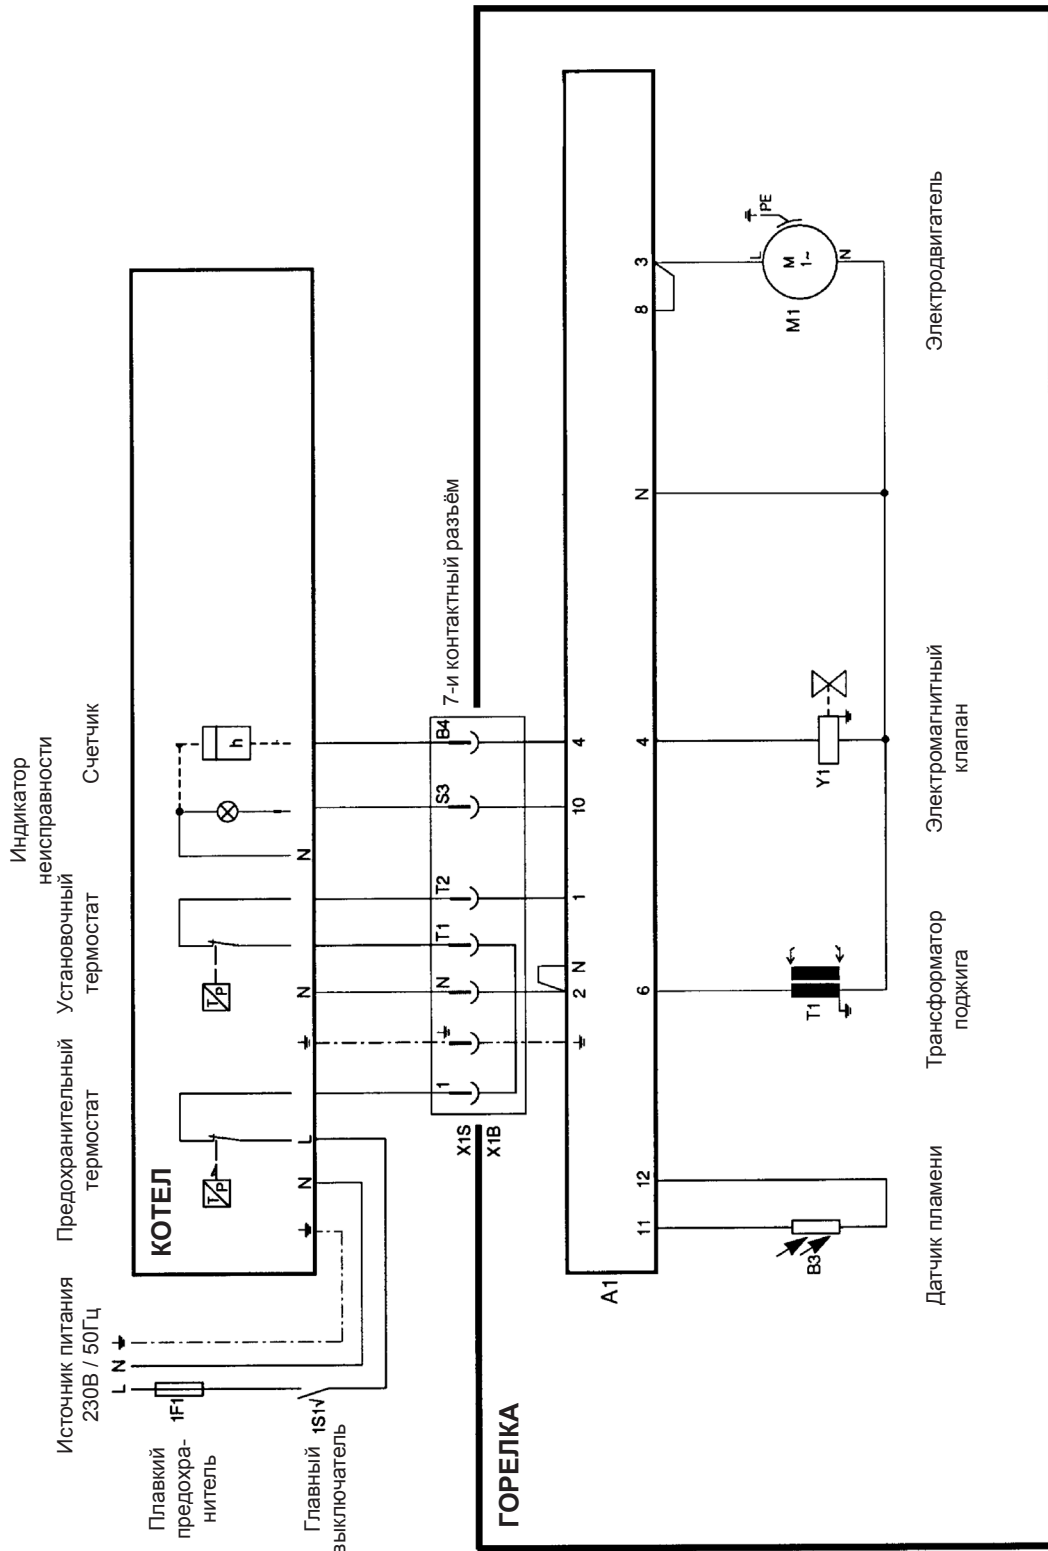 Источник питания
230В / 50Гц
L N
Плавкий
предохра-
нитель
1F1
Главный
выключатель
1S1
КОТЕЛ
Предохранительный
термостат
Установочный
термостат
Индикатор
неисправности
Счетчик
T/P
T/P
h
N
L
N
N
X1S
X1B
1
N
T1
T2
S3
B4
7-и контактный разъём
ГОРЕЛКА
A1
2
N
1
10
4
11
12
6
4
N
8
3
B3
T1
Y1
M1
M
1~
L
N
PE
Датчик пламени
Трансформатор
поджига
Электромагнитный
клапан
Электродвигатель